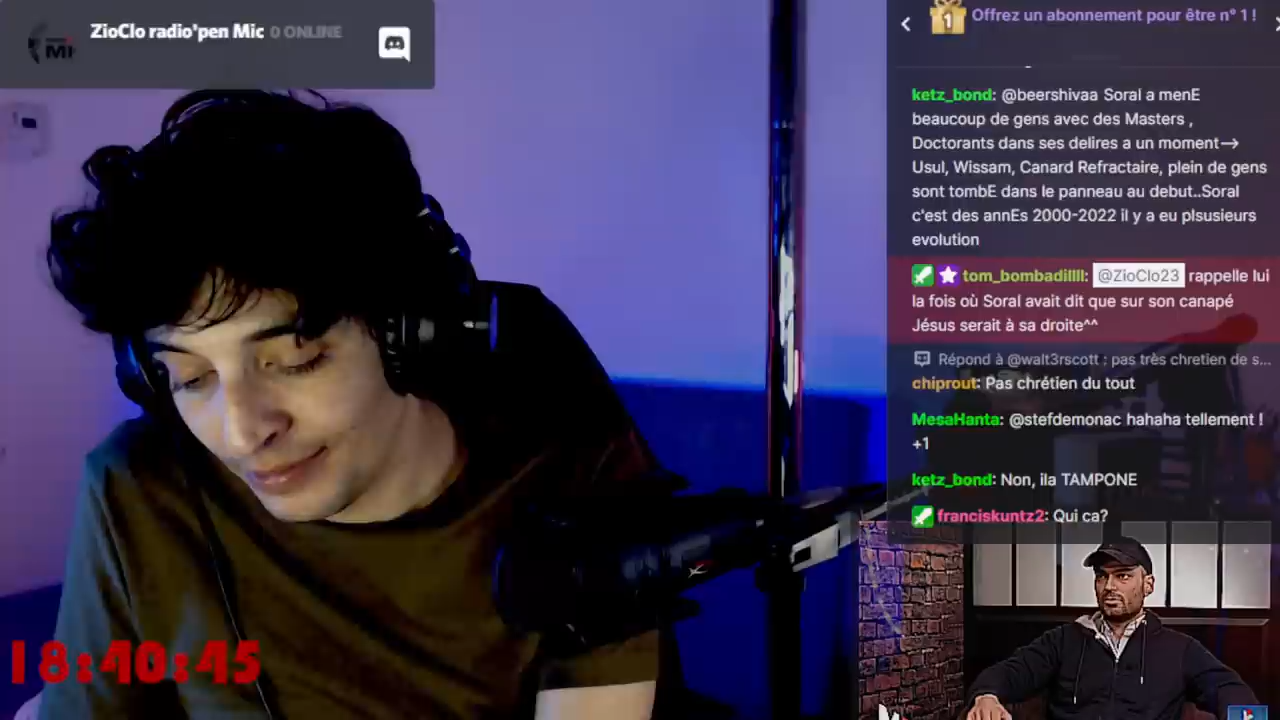 ZioClo radio'pen Mic 0 ONLINE
MI
Offrez un abonnement pour être n° 1 !
1
ketz_bond: @beershivaa Soral a menE
beaucoup de gens avec des Masters ,
Doctorants dans ses delires a un moment-->
Usul, Wissam, Canard Refractaire, plein de gens
sont tombE dans le panneau au debut..Soral
c'est des annEs 2000-2022 il y a eu plsusieurs
evolution
tom_bombadillll: @ZioClo23 rappelle lui
la fois où Soral avait dit que sur son canapé
Jésus serait à sa droite^^
Répond à @walt3rscott : pas très chretien de s...
chiprout: Pas chrétien du tout
MesaHanta: @stefdemonac hahaha tellement !
+1
ketz_bond: Non, ila TAMPONE
franciskuntz2: Qui ca?
18:40:45